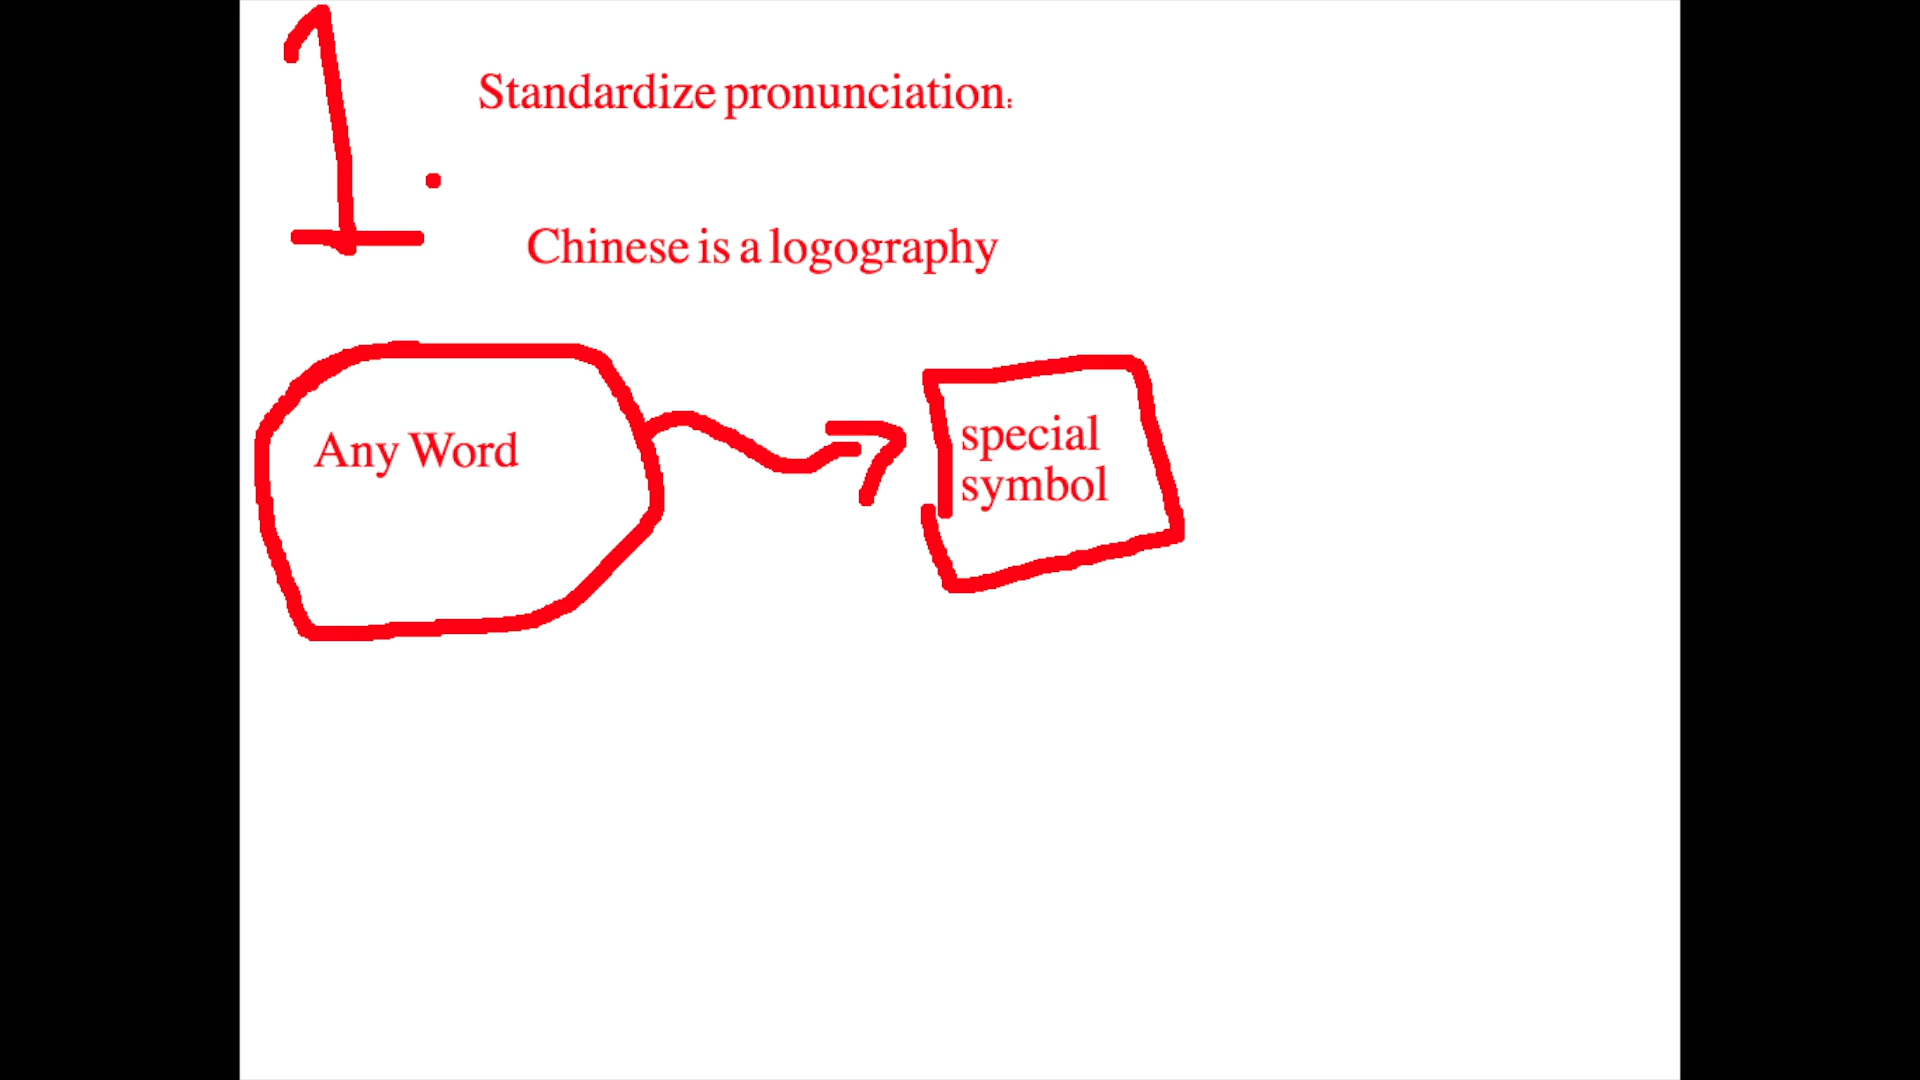 1.
Standardize pronunciation:
Chinese is a logography
Any Word
special
symbol